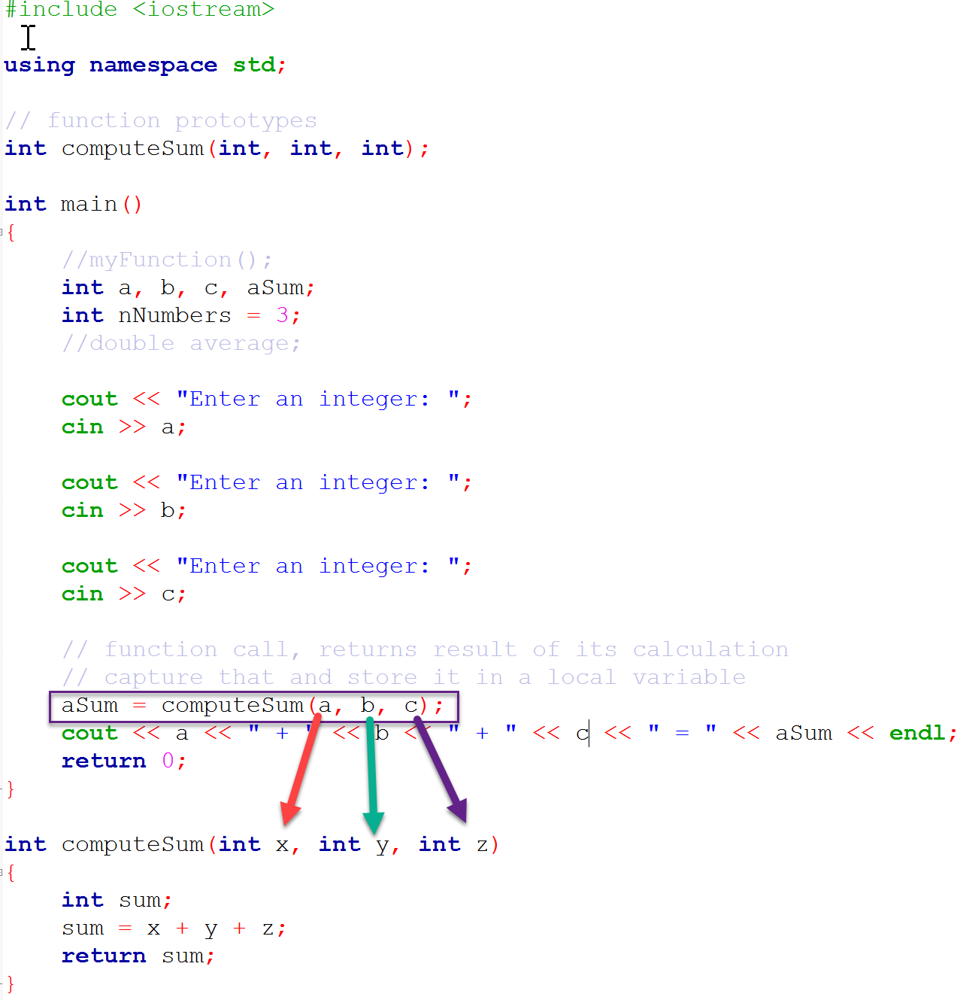 #include <iostream>
using namespace std;
// function prototypes
int computeSum(int, int, int);
int main()
{
//myFunction();
int a, b, c, aSum;
int nNumbers = 3;
//double average;
cout << "Enter an integer: ";
cin >> a;
cout << "Enter an integer: ";
cin >> b;
cout << "Enter an integer: ";
cin >> c;
// function call, returns result of its calculation
// capture that and store it in a local variable
aSum = computeSum(a, b, c);
cout << a << " + " << b << " + " << c << " = " << aSum << endl;
return 0;
}
int computeSum(int x, int y, int z)
{
int sum;
sum = x + y + z;
return sum;
}